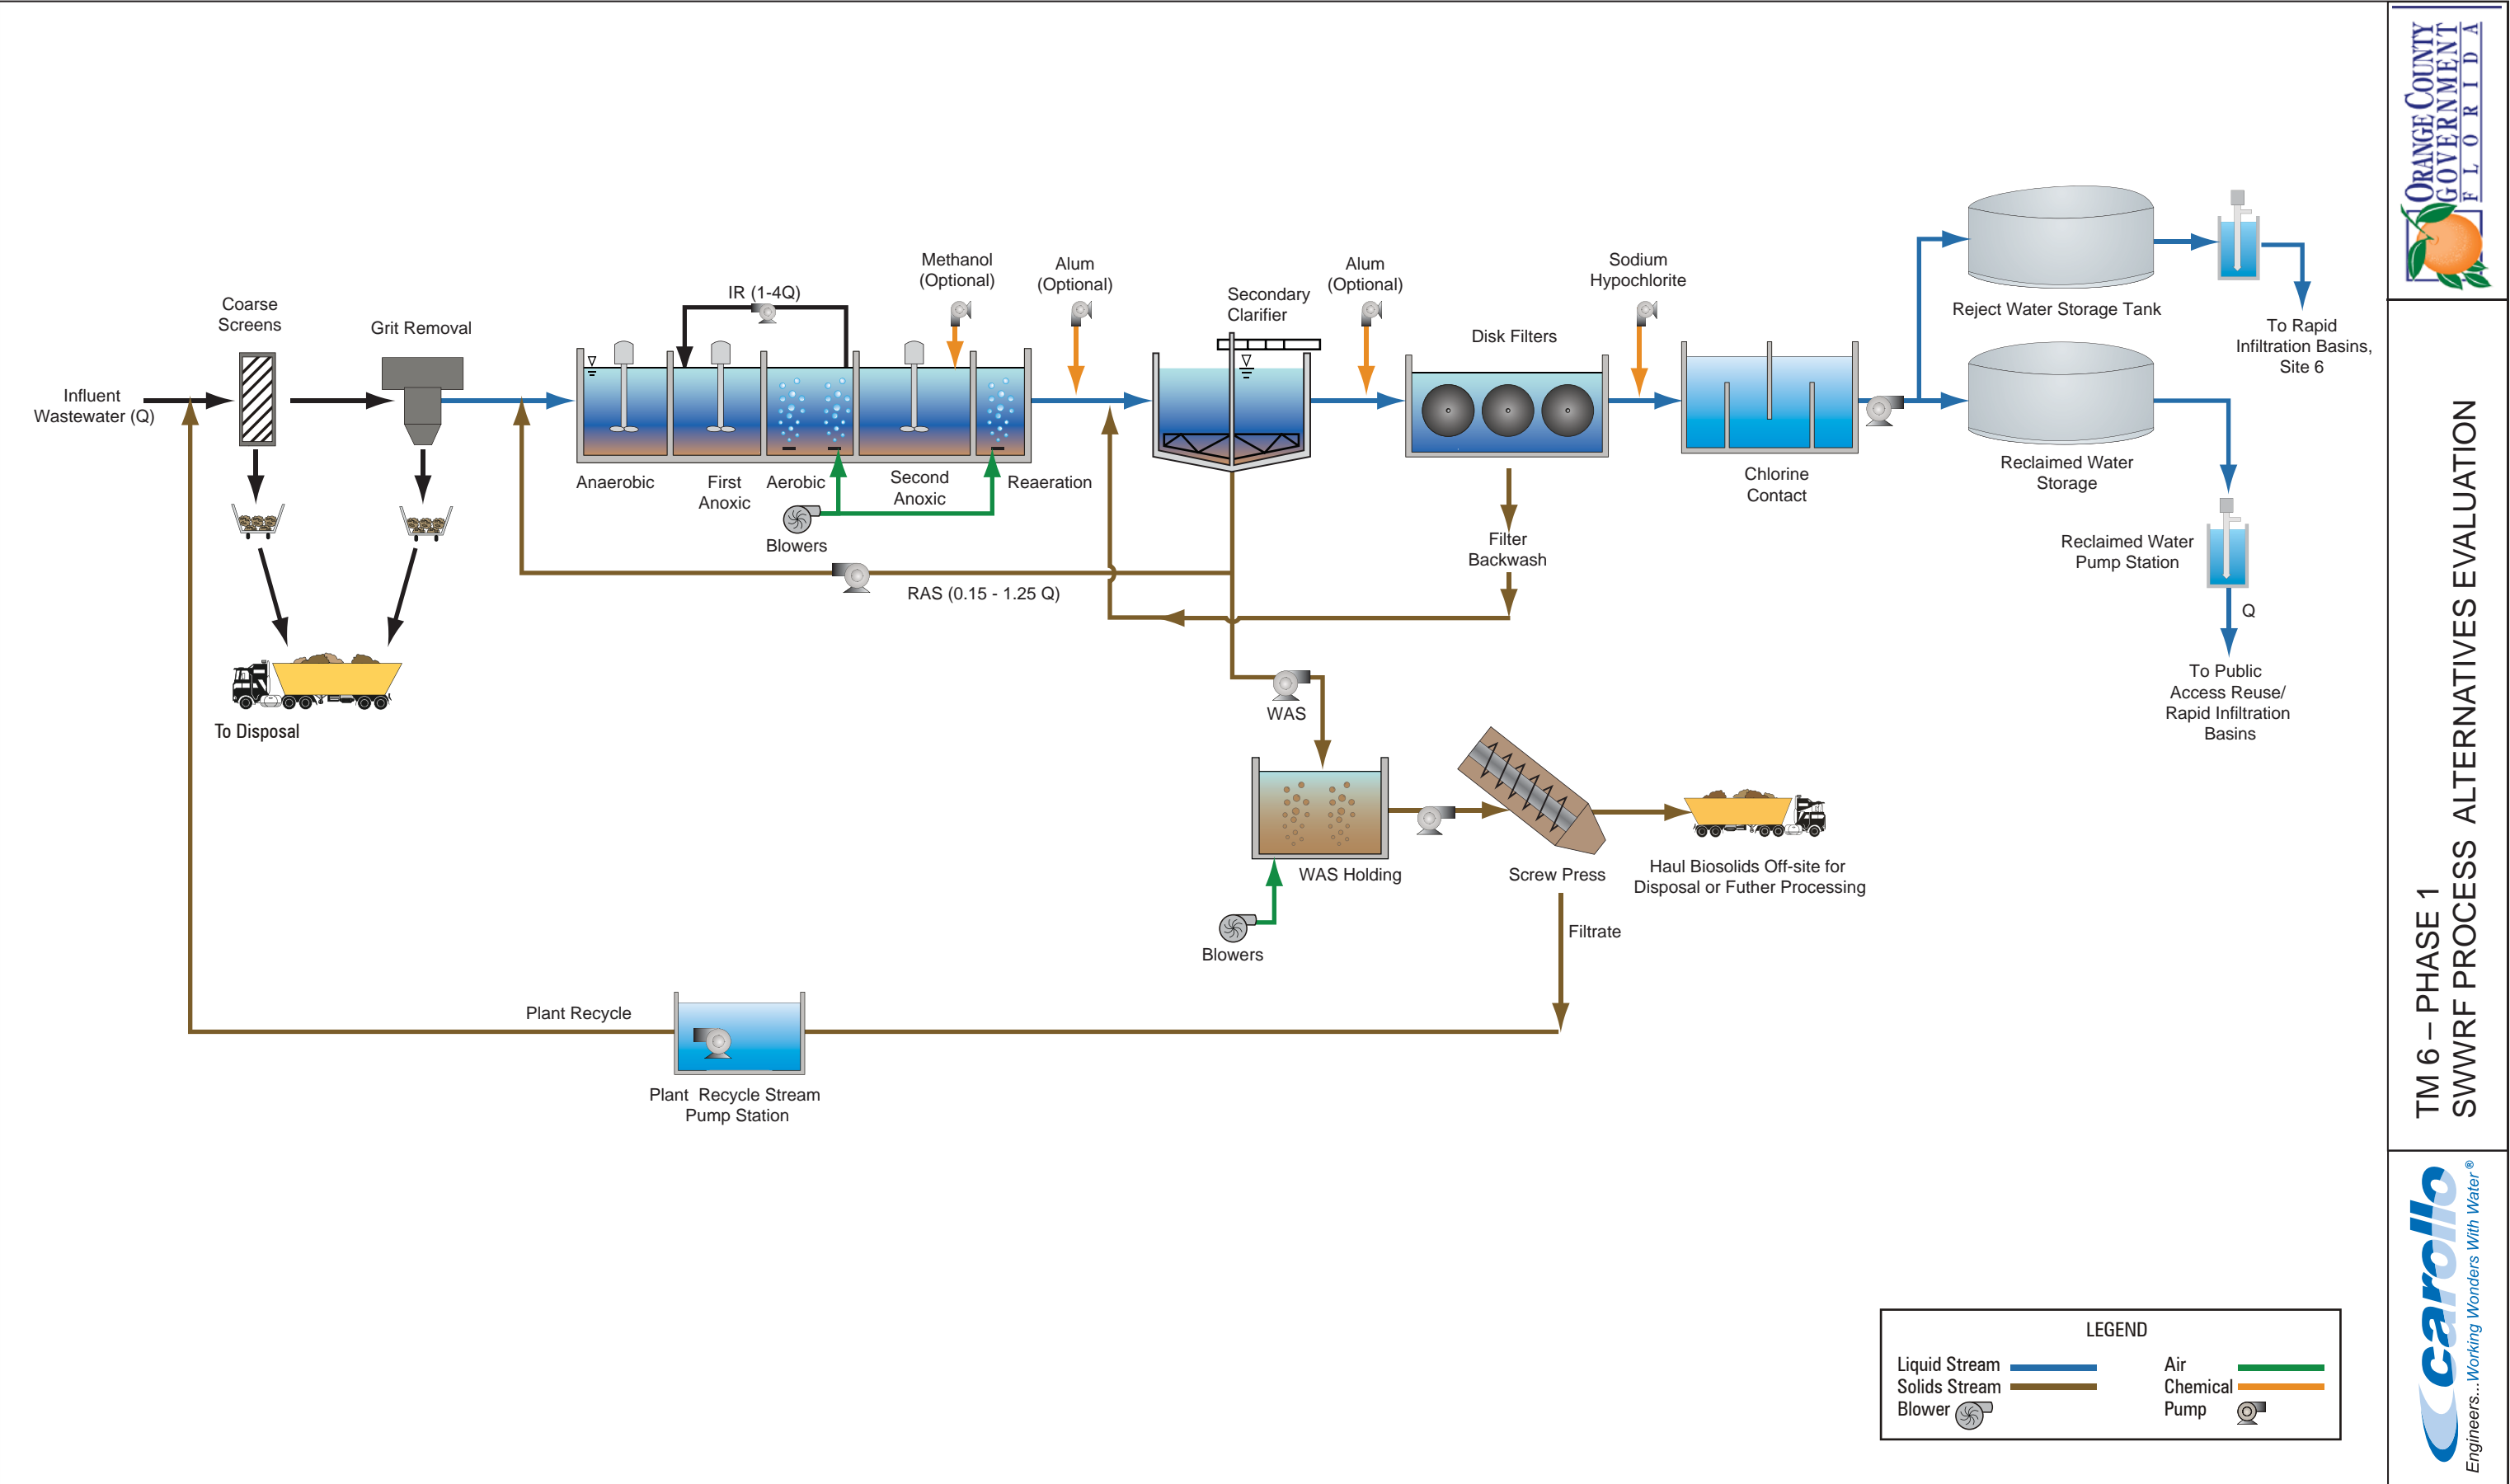 Influent
Wastewater (Q)
Coarse
Screens
Grit Removal
To Disposal
IR (1-4Q)
Methanol
(Optional)
Alum
(Optional)
Anaerobic
First
Anoxic
Aerobic
Second
Anoxic
Reaeration
Blowers
RAS (0.15 - 1.25 Q)
Secondary
Clarifier
Alum
(Optional)
Disk Filters
Filter
Backwash
Sodium
Hypochlorite
Chlorine
Contact
Reject Water Storage Tank
To Rapid
Infiltration Basins,
Site 6
Reclaimed Water
Storage
Reclaimed Water
Pump Station
Q
To Public
Access Reuse/
Rapid Infiltration
Basins
WAS
WAS Holding
Blowers
Screw Press
Haul Biosolids Off-site for
Disposal or Futher Processing
Filtrate
Plant Recycle
Plant  Recycle Stream
Pump Station
LEGEND
Liquid Stream
Solids Stream
Blower
Air
Chemical
Pump
ORANGE COUNTY
GOVERNMENT
FLORIDA
TM 6 – PHASE 1
SWWRF PROCESS  ALTERNATIVES EVALUATION
carollo
Engineers...Working Wonders With Water®